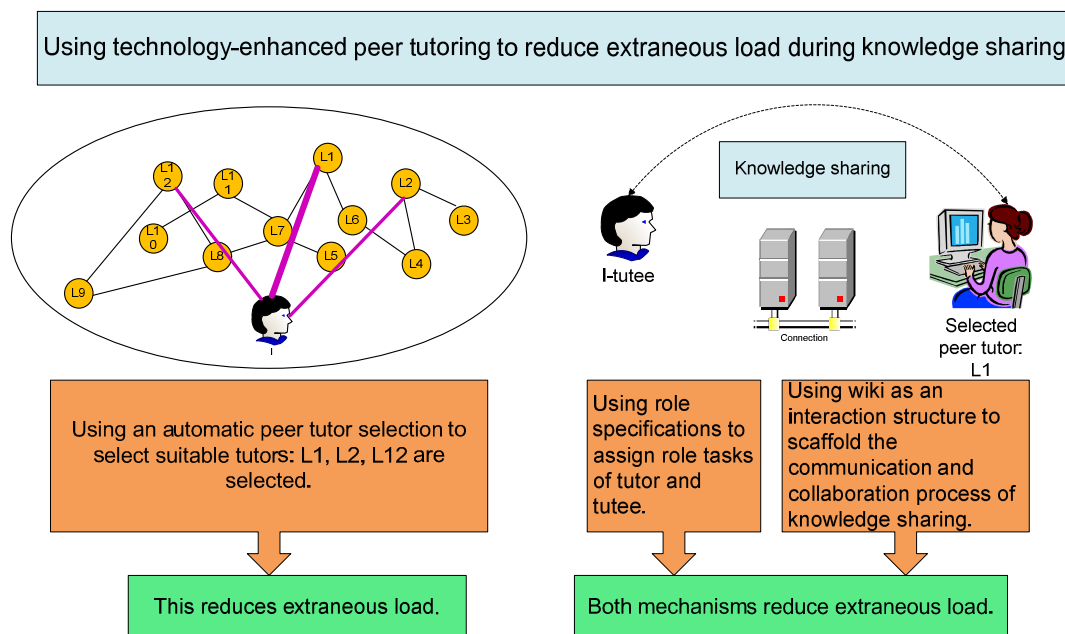 Using technology-enhanced peer tutoring to reduce extraneous load during knowledge sharing
L1
2
L1
1
L1
L2
L3
L1
0
L8
L7
L6
L5
L4
L9
I
Knowledge sharing
I-tutee
Connection
Selected
peer tutor:
L1
Using an automatic peer tutor selection to
select suitable tutors: L1, L2, L12 are
selected.
Using role
specifications to
assign role tasks
of tutor and
tutee.
Using wiki as an
interaction structure to
scaffold the
communication and
collaboration process of
knowledge sharing.
This reduces extraneous load.
Both mechanisms reduce extraneous load.